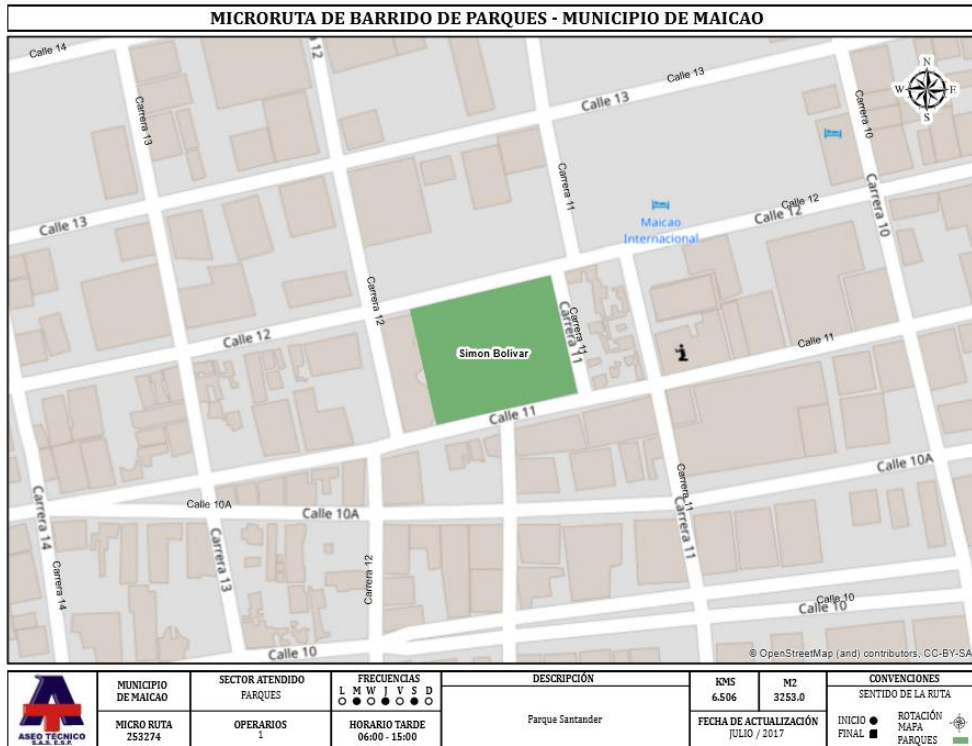 MICRORUTA DE BARRIDO DE PARQUES - MUNICIPIO DE MAICAO
Calle 14
12
Calle 13
Calle 13
Carrera 13
Carrera 10
N
W E
S
Carrera 11
Calle 13
Carrera 10
Calle 12
Calle 12
Maicao
Internacional
Carrera 12
Calle 12
Simon Bolivar
Carrera 11
Carrera 11
Calle 11
Calle 11
Calle 10A
Carrera 11
Carrera 11
Calle 10A
Calle 10A
Carrera 14
Carrera 13
Carrera 12
Carrera 14
Calle 10
Calle 10
Calle 10
© OpenStreetMap (and) contributors, CC-BY-SA
ASEO TÉCNICO
S.A.S. E.S.P.
MUNICIPIO
DE MAICAO
MICRO RUTA
253274
SECTOR ATENDIDO
PARQUES
OPERARIOS
1
FRECUENCIAS
L M W J V S D
HORARIO TARDE
06:00 - 15:00
DESCRIPCIÓN
Parque Santander
KMS
6.506
M2
3253.0
FECHA DE ACTUALIZACIÓN
JULIO / 2017
CONVENCIONES
SENTIDO DE LA RUTA
INICIO
FINAL
ROTACIÓN
MAPA
PARQUES